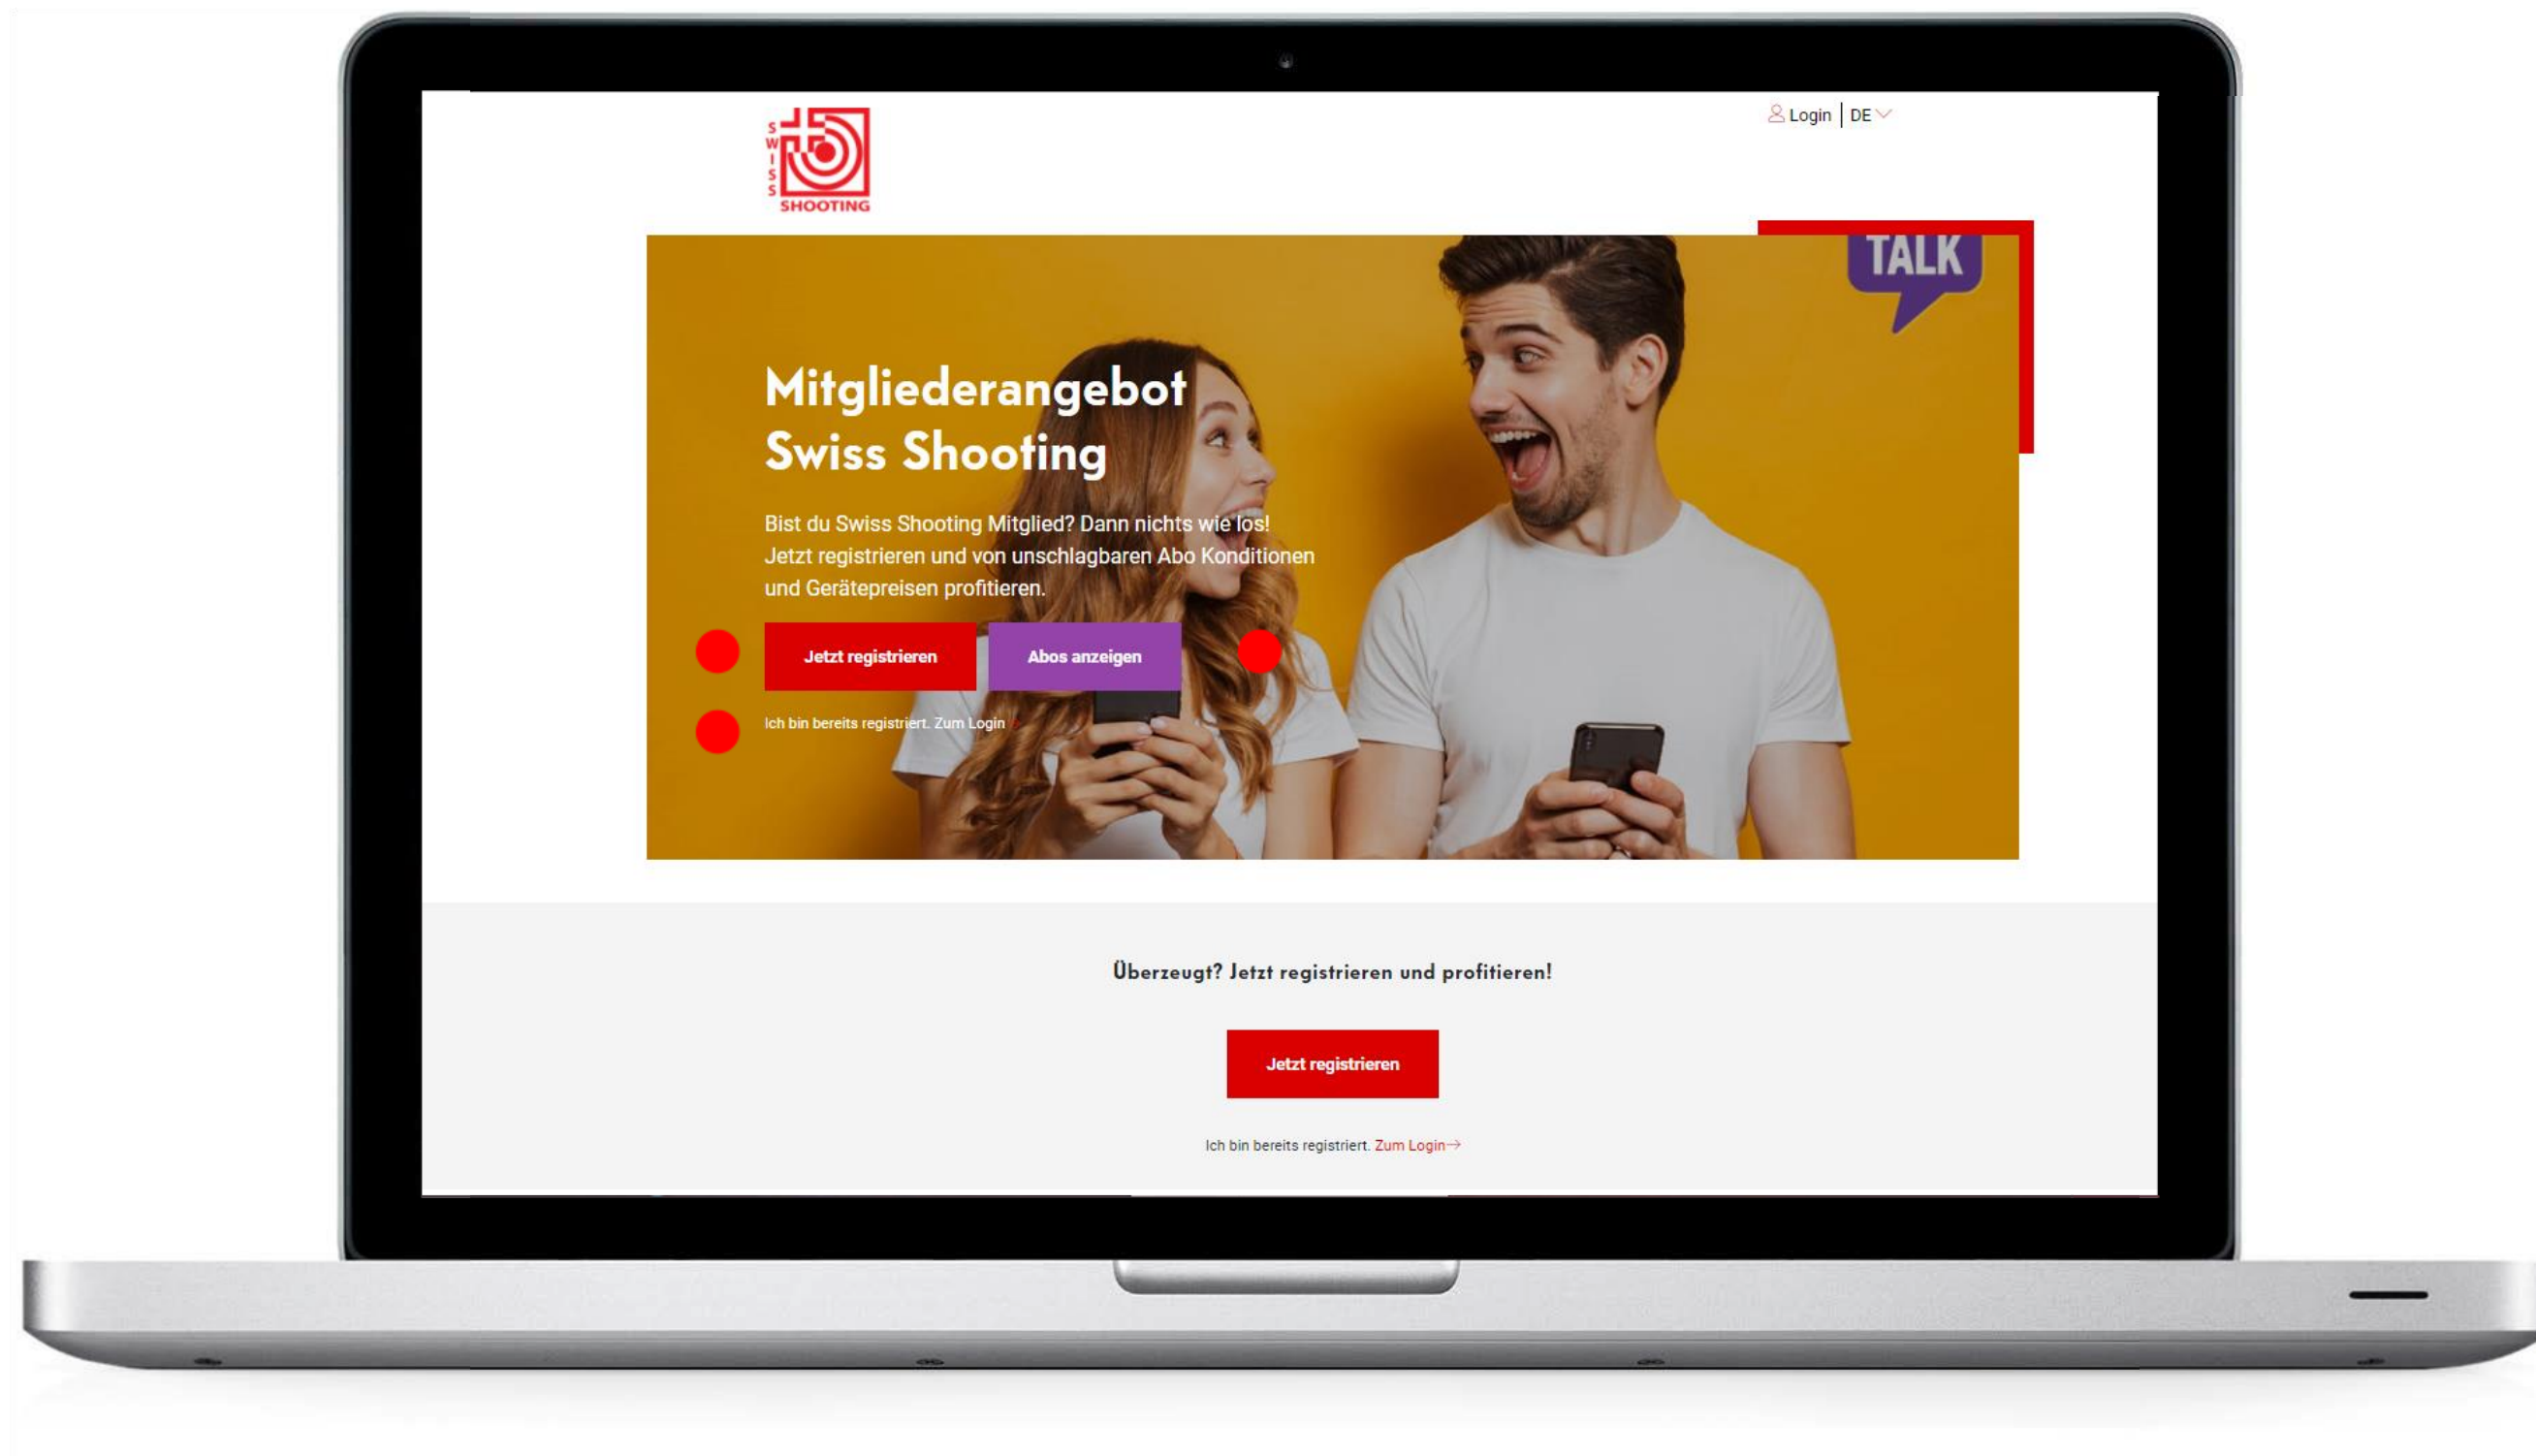 SWISS
SHOOTING
Login | DE
TALK
Mitgliederangebot
Swiss Shooting
Bist du Swiss Shooting Mitglied? Dann nichts wie los!
Jetzt registrieren und von unschlagbaren Abo Konditionen
und Gerätepreisen profitieren.
Jetzt registrieren
Abos anzeigen
Ich bin bereits registriert. Zum Login
Überzeugt? Jetzt registrieren und profitieren!
Jetzt registrieren
Ich bin bereits registriert. Zum Login→